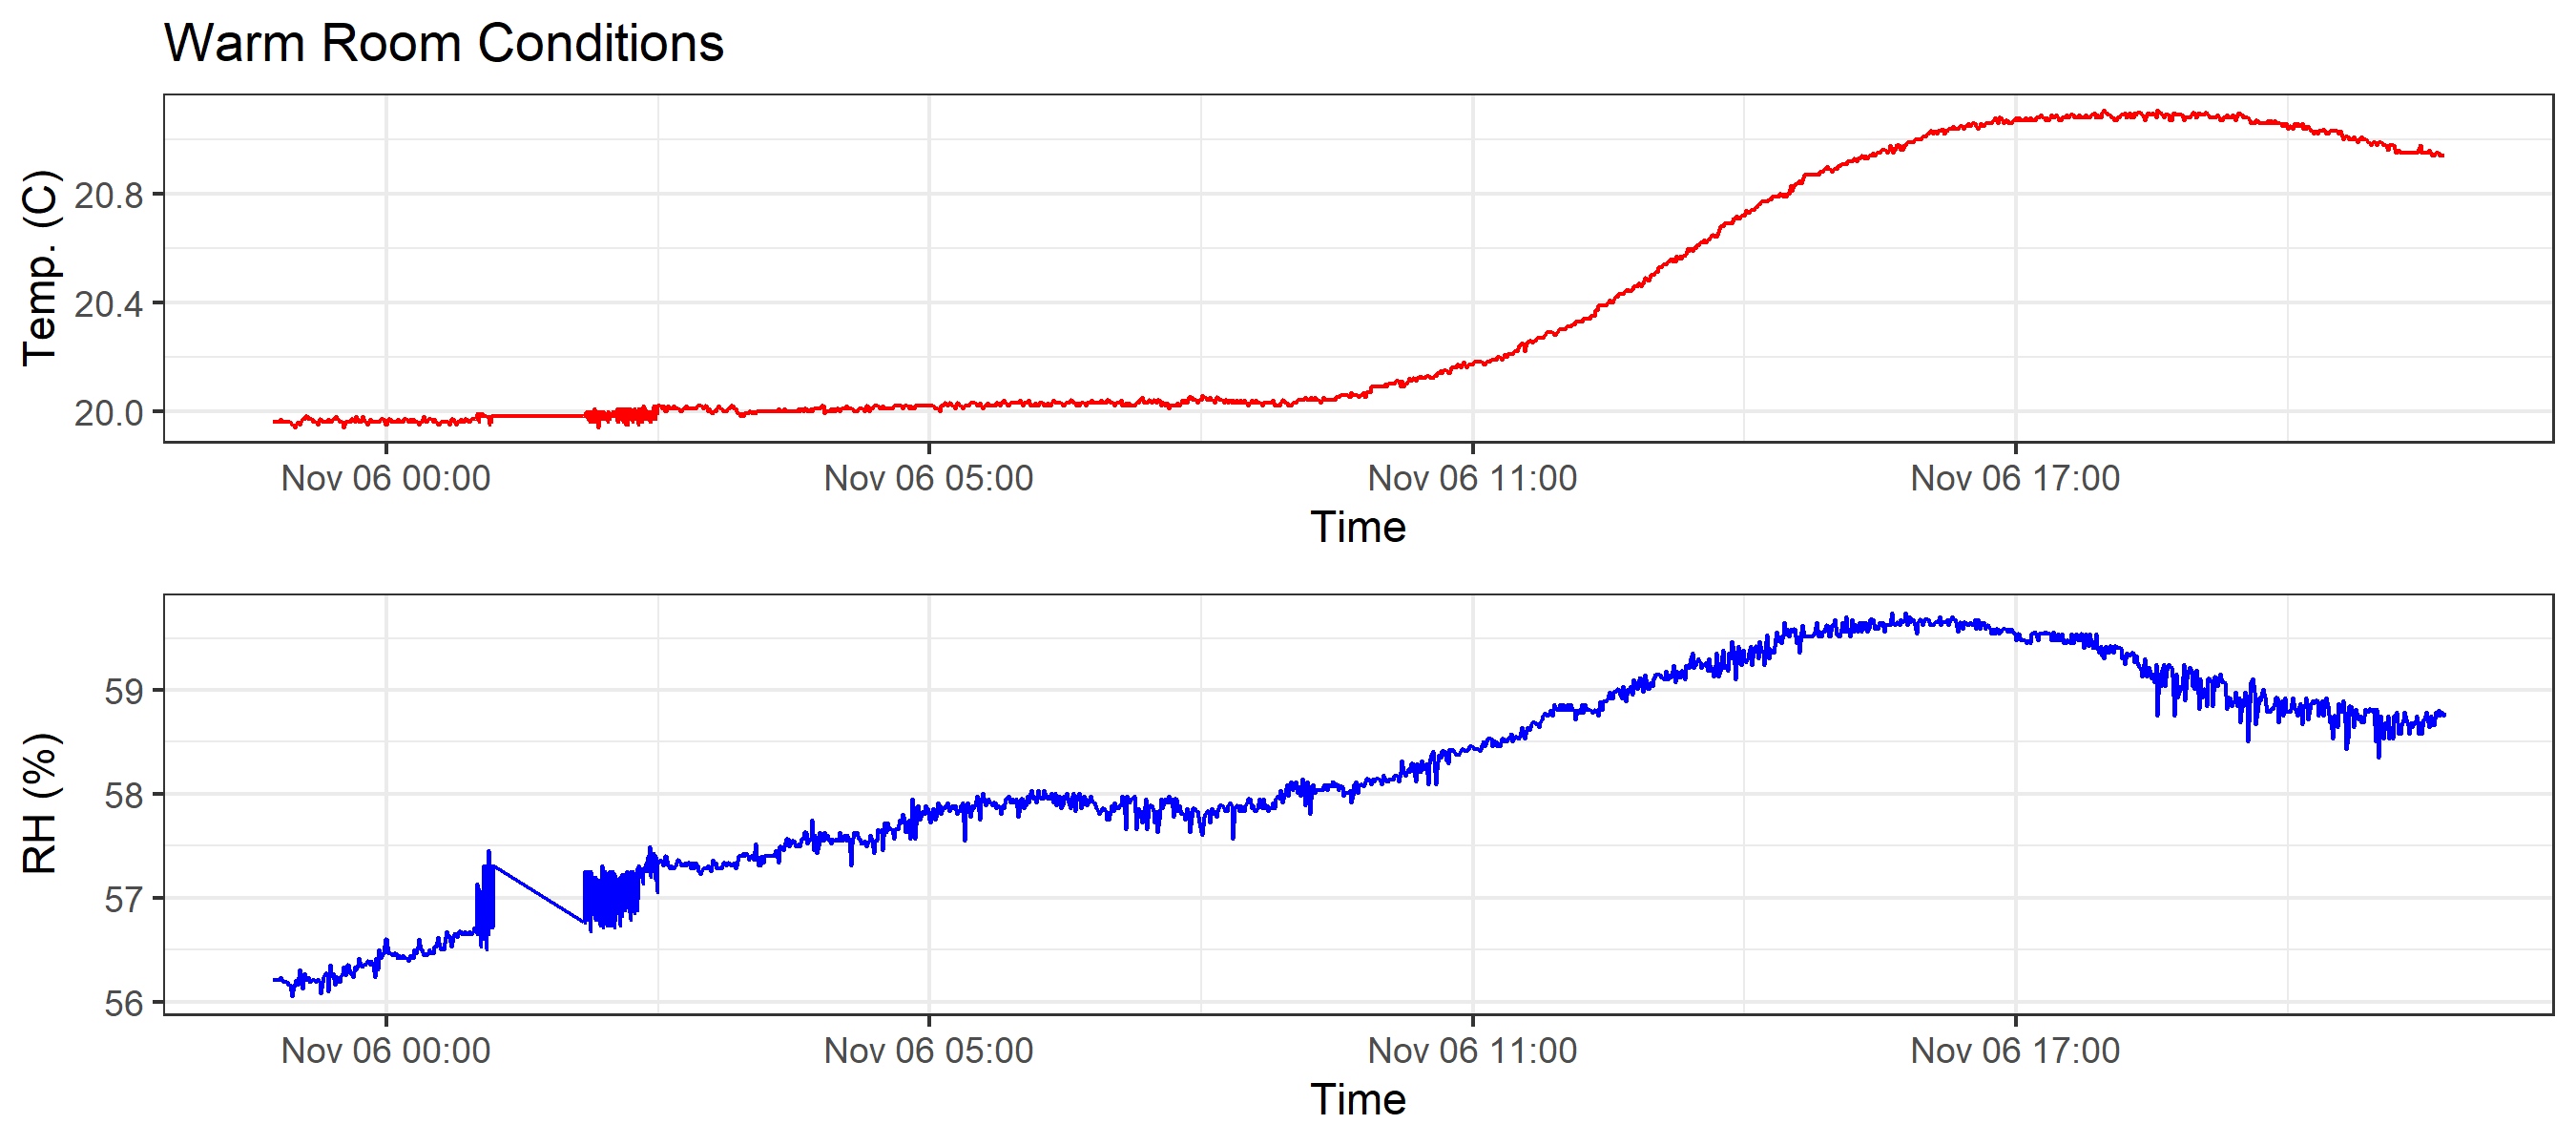 Warm Room Conditions
Temp. (C)
20.8
20.4
20.0
Nov 06 00:00 Nov 06 05:00 Nov 06 11:00 Nov 06 17:00
Time
RH (%)
59
58
57
56
Nov 06 00:00 Nov 06 05:00 Nov 06 11:00 Nov 06 17:00
Time